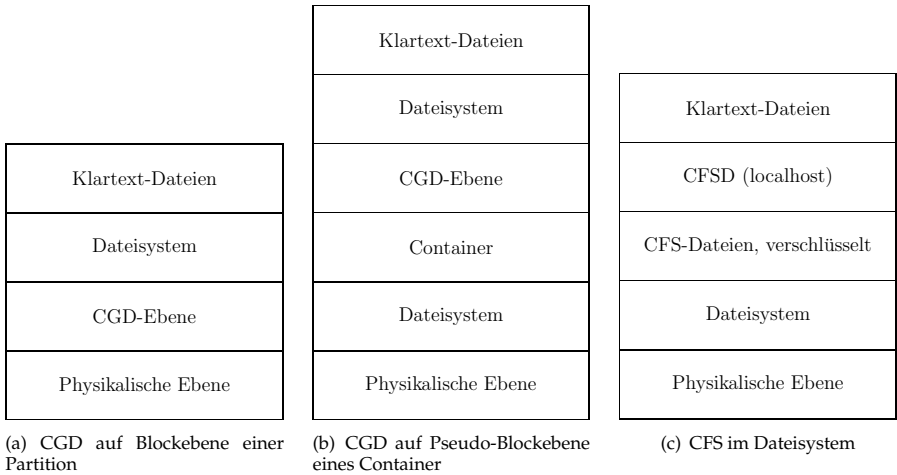 Klartext-Dateien
Dateisystem
CGD-Ebene
Physikalische Ebene
(a) CGD auf Blockebene einer
Partition
Klartext-Dateien
Dateisystem
CGD-Ebene
Container
Dateisystem
Physikalische Ebene
(b) CGD auf Pseudo-Blockebene
eines Container
Klartext-Dateien
CFSD (localhost)
CFS-Dateien, verschlüsselt
Dateisystem
Physikalische Ebene
(c) CFS im Dateisystem